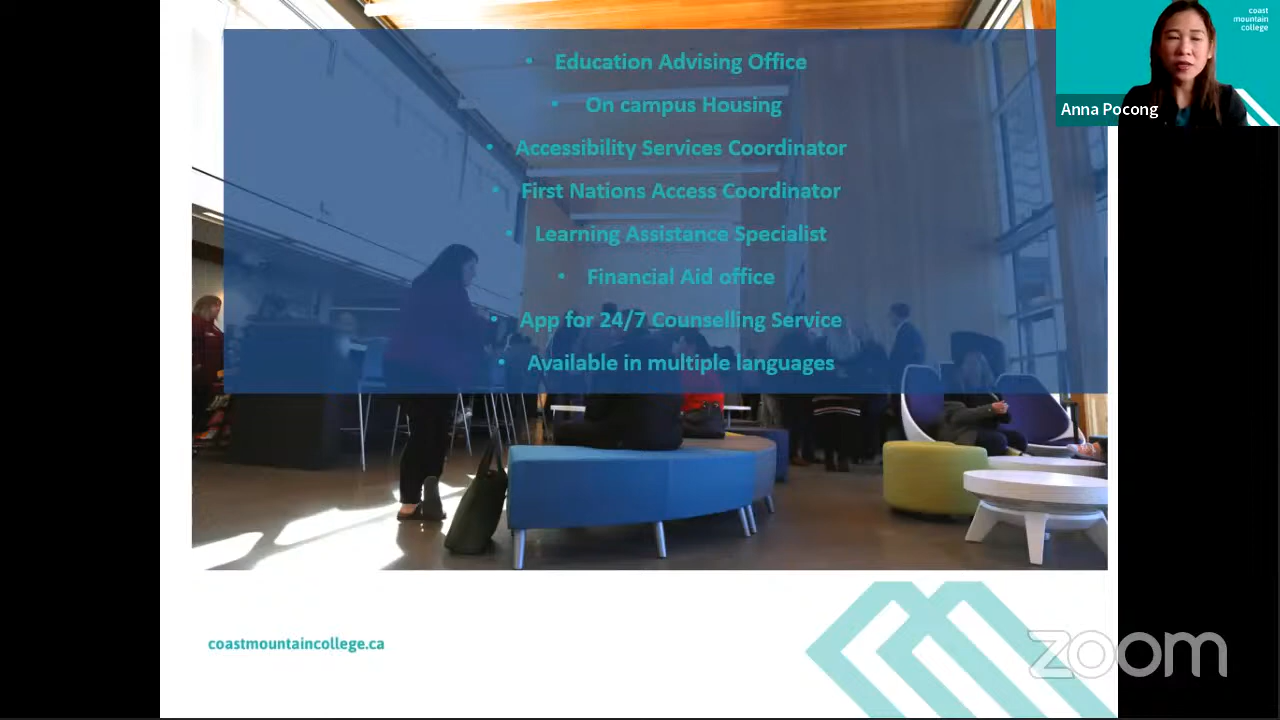 • Education Advising Office
• On campus Housing
• Accessibility Services Coordinator
• First Nations Access Coordinator
• Learning Assistance Specialist
• Financial Aid office
• App for 24/7 Counselling Service
• Available in multiple languages
coast
mountain
college
Anna Pocong
coastmountaincollege.ca
zoom